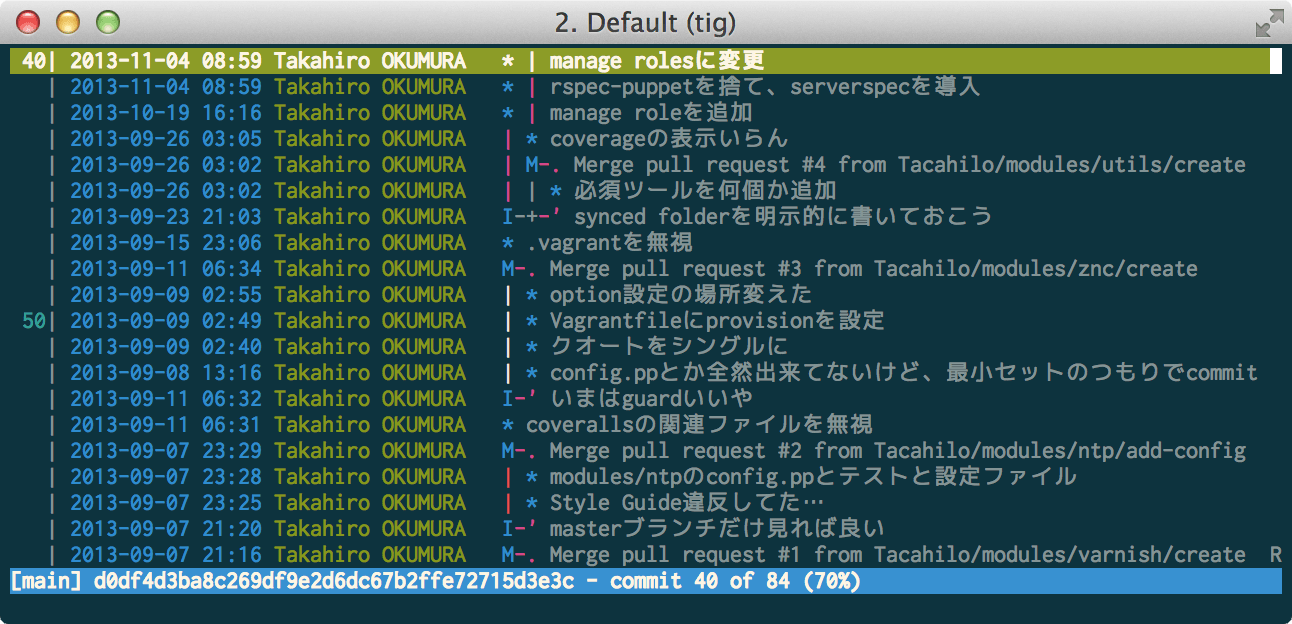 2. Default (tig)
40| 2013-11-04 08:59 Takahiro OKUMURA   * | manage rolesに変更
  | 2013-11-04 08:59 Takahiro OKUMURA   * | rspec-puppetを捨て、serverspecを導入
  | 2013-10-19 16:16 Takahiro OKUMURA   * | manage roleを追加
  | 2013-09-26 03:05 Takahiro OKUMURA   | * coverageの表示いらん
  | 2013-09-26 03:02 Takahiro OKUMURA   | M-. Merge pull request #4 from Tacahilo/modules/utils/create
  | 2013-09-26 03:02 Takahiro OKUMURA   | | * 必須ツールを何個か追加
  | 2013-09-23 21:03 Takahiro OKUMURA   I-+-' synced folderを明示的に書いておこう
  | 2013-09-15 23:06 Takahiro OKUMURA   * .vagrantを無視
  | 2013-09-11 06:34 Takahiro OKUMURA   M-. Merge pull request #3 from Tacahilo/modules/znc/create
  | 2013-09-09 02:55 Takahiro OKUMURA   | * option設定の場所変えた
50| 2013-09-09 02:49 Takahiro OKUMURA   | * Vagrantfileにprovisionを設定
  | 2013-09-09 02:40 Takahiro OKUMURA   | * クオートをシングルに
  | 2013-09-08 13:16 Takahiro OKUMURA   | * config.ppとか全然出来てないけど、最小セットのつもりでcommit
  | 2013-09-11 06:32 Takahiro OKUMURA   I-' いまはguardいいや
  | 2013-09-11 06:31 Takahiro OKUMURA   * coverallsの関連ファイルを無視
  | 2013-09-07 23:29 Takahiro OKUMURA   M-. Merge pull request #2 from Tacahilo/modules/ntp/add-config
  | 2013-09-07 23:28 Takahiro OKUMURA   | * modules/ntpのconfig.ppとテストと設定ファイル
  | 2013-09-07 23:25 Takahiro OKUMURA   | * Style Guide違反してた…
  | 2013-09-07 21:20 Takahiro OKUMURA   I-' masterブランチだけ見れば良い
  | 2013-09-07 21:16 Takahiro OKUMURA   M-. Merge pull request #1 from Tacahilo/modules/varnish/create  R
[main] d0df4d3ba8c269df9e2d6dc67b2ffe72715d3e3c - commit 40 of 84 (70%)